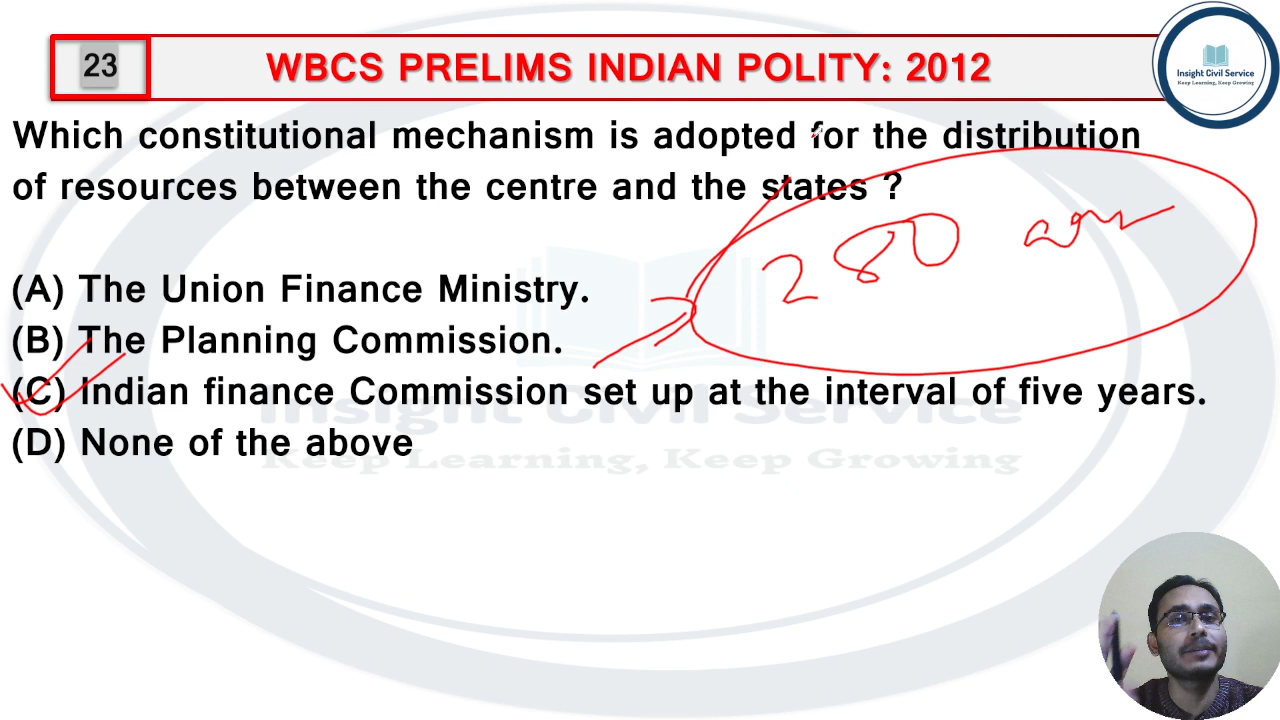 23
WBCS PRELIMS INDIAN POLITY: 2012
Insight Civil Service
Keep Learning, Keep Growing
Which constitutional mechanism is adopted for the distribution
of resources between the centre and the states ?
280
(A) The Union Finance Ministry.
(B) The Planning Commission.
(C) Indian finance Commission set up at the interval of five years.
(D) None of the above
Insight Civil Service
Keep Learning, Keep Growing